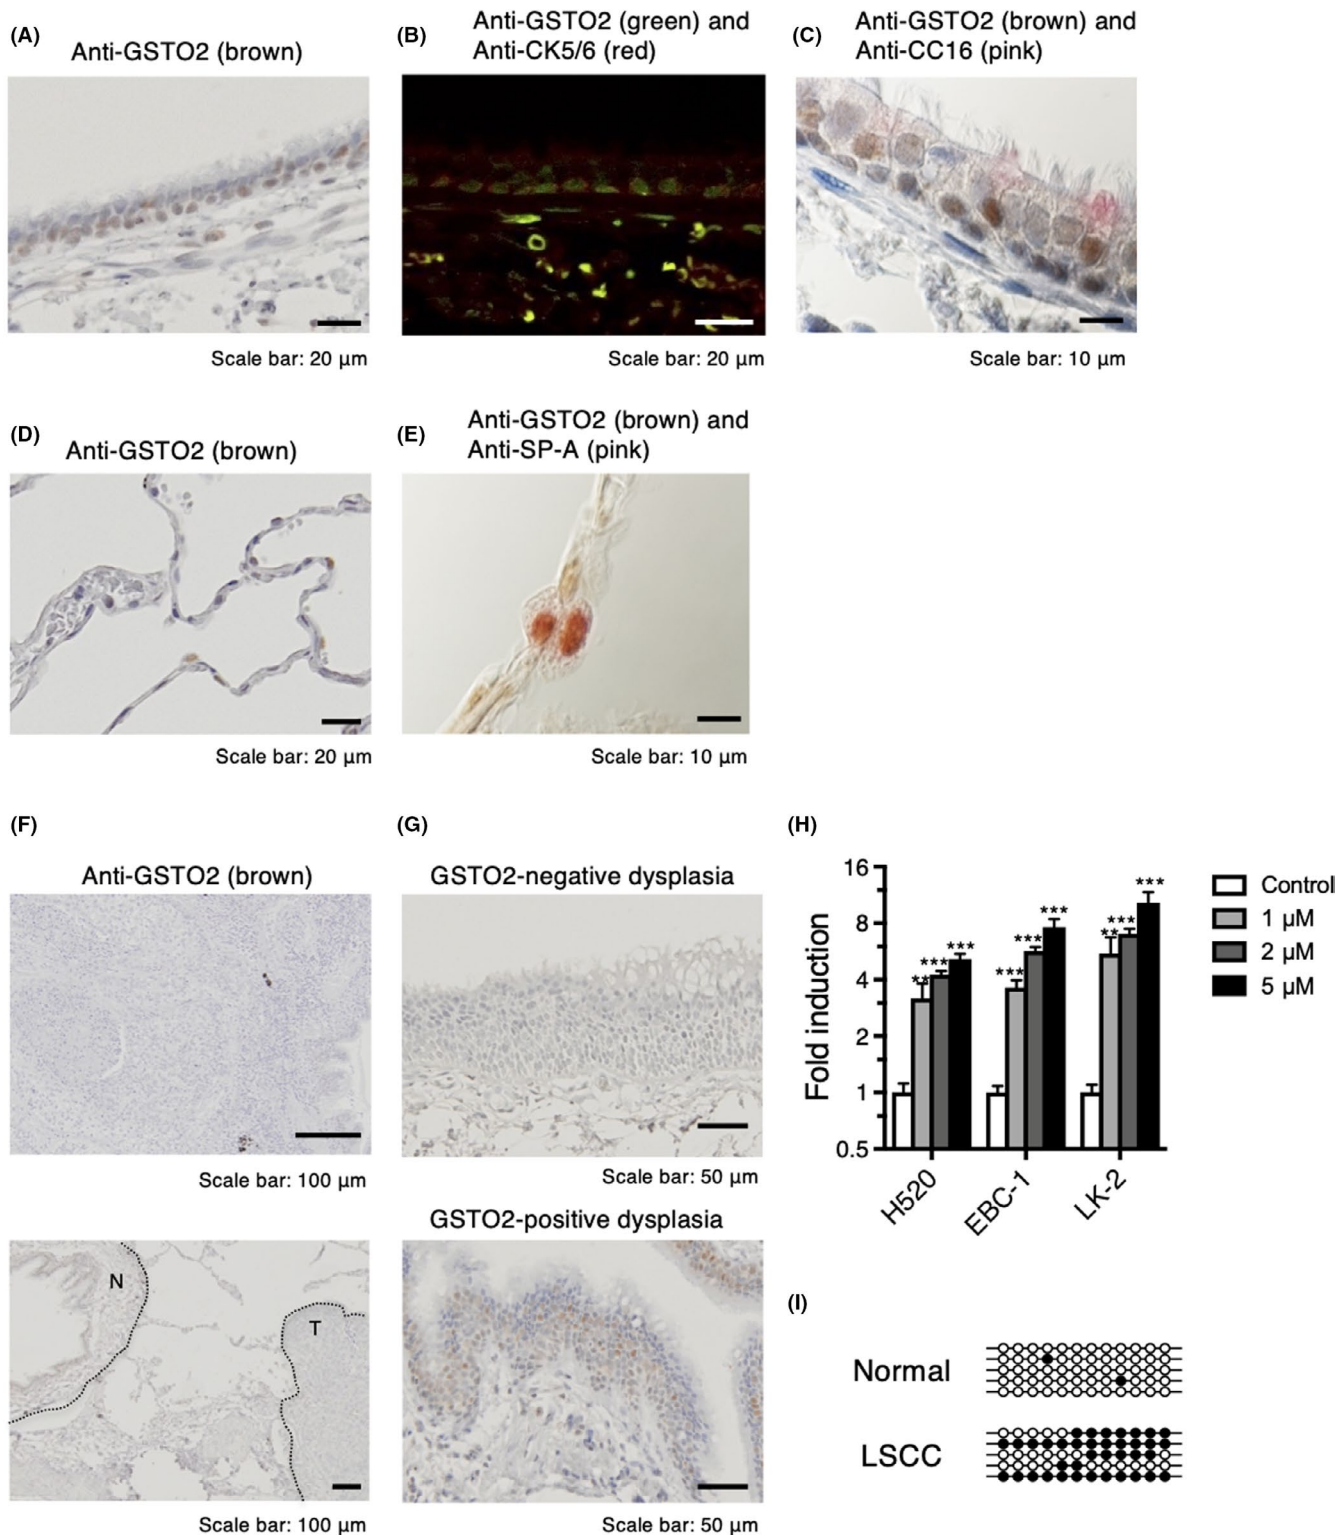 (A)
Anti-GSTO2 (brown)
Scale bar: 20 µm
(B)
Anti-GSTO2 (green) and
Anti-CK5/6 (red)
Scale bar: 20 µm
(C)
Anti-GSTO2 (brown) and
Anti-CC16 (pink)
Scale bar: 10 µm
(D)
Anti-GSTO2 (brown)
Scale bar: 20 µm
(E)
Anti-GSTO2 (brown) and
Anti-SP-A (pink)
Scale bar: 10 µm
(F)
Anti-GSTO2 (brown)
Scale bar: 100 µm
N
T
Scale bar: 100 µm
(G)
GSTO2-negative dysplasia
Scale bar: 50 µm
GSTO2-positive dysplasia
Scale bar: 50 µm
(H)
Fold induction
16
8
4
2
1
0.5
** *** ***
*** *** ***
** *** ***
H520
EBC-1
LK-2
Control
1 µM
2 µM
5 µM
(I)
Normal
LSCC